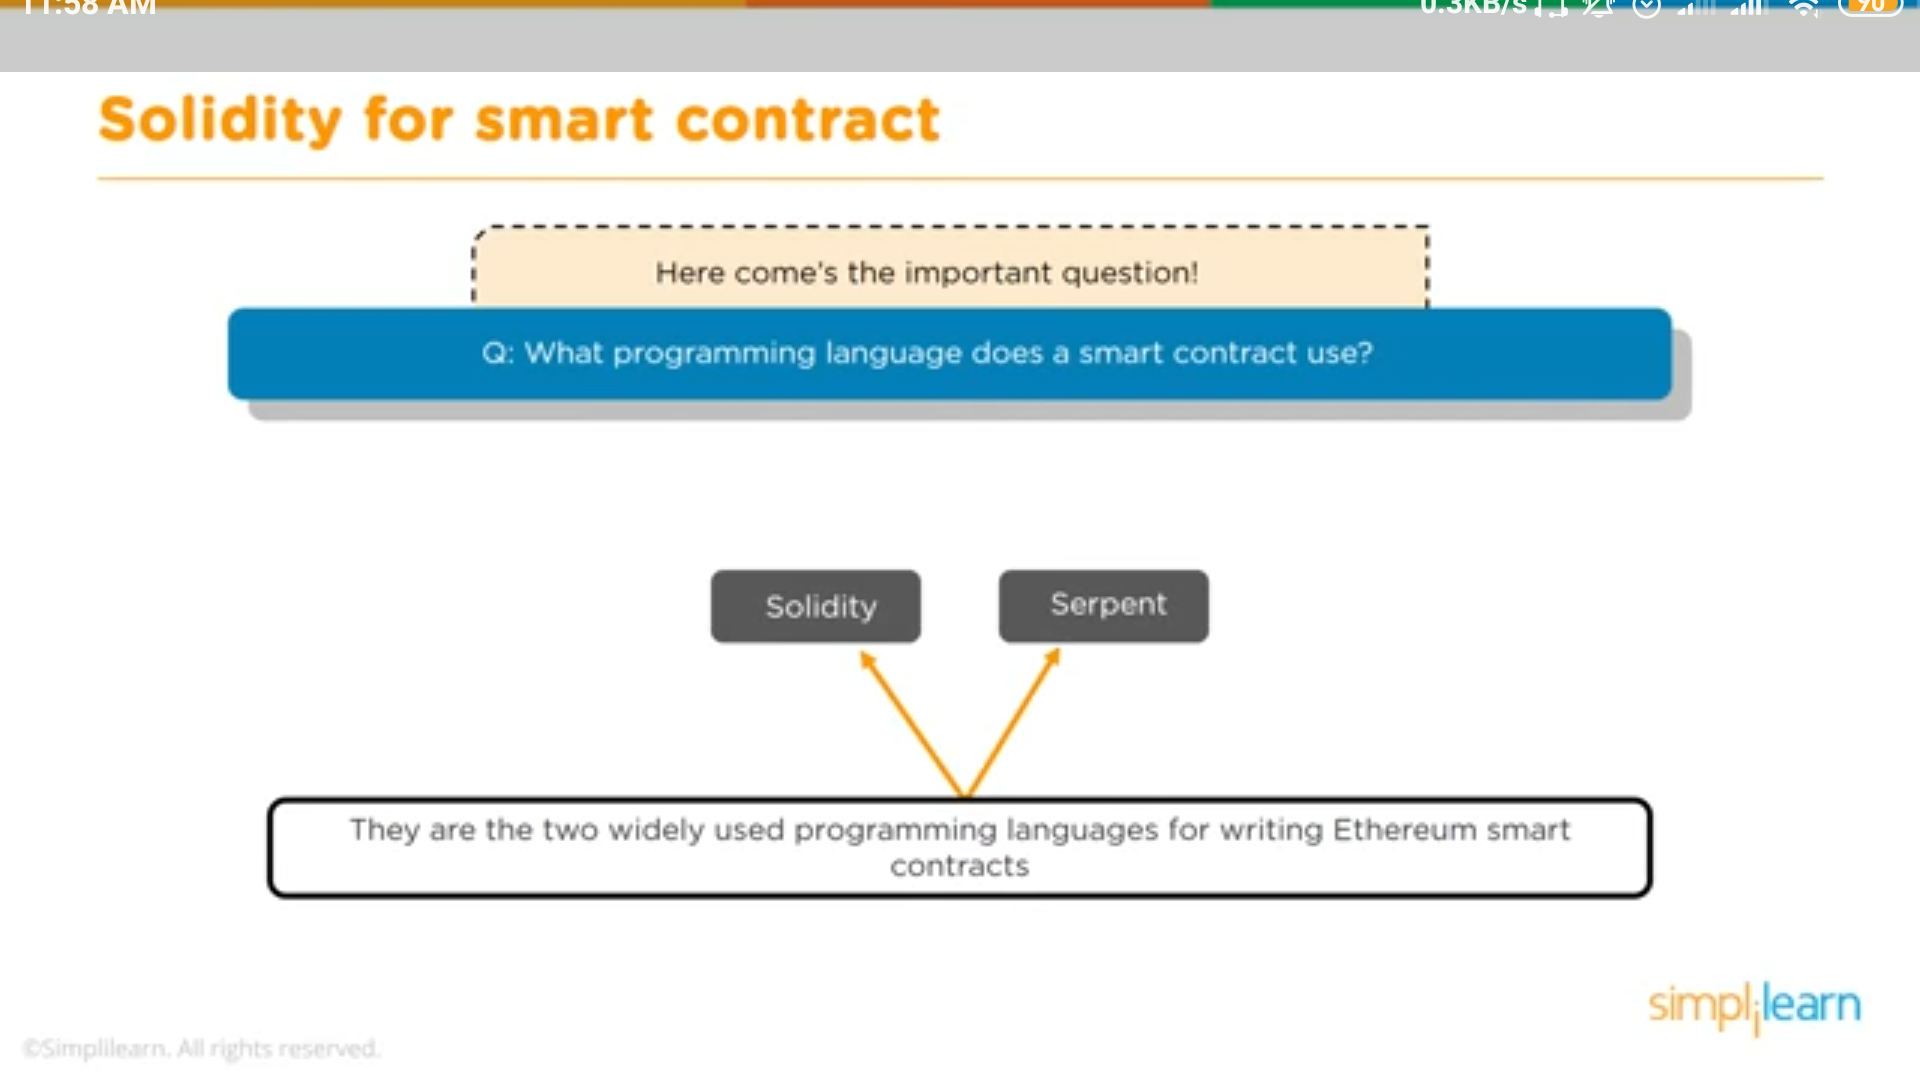 11:58 AM
0.3KB/s
90
Solidity for smart contract
Here come's the important question!
Q: What programming language does a smart contract use?
Solidity
Serpent
They are the two widely used programming languages for writing Ethereum smart
contracts
simplilearn
©Simplilearn. All rights reserved.